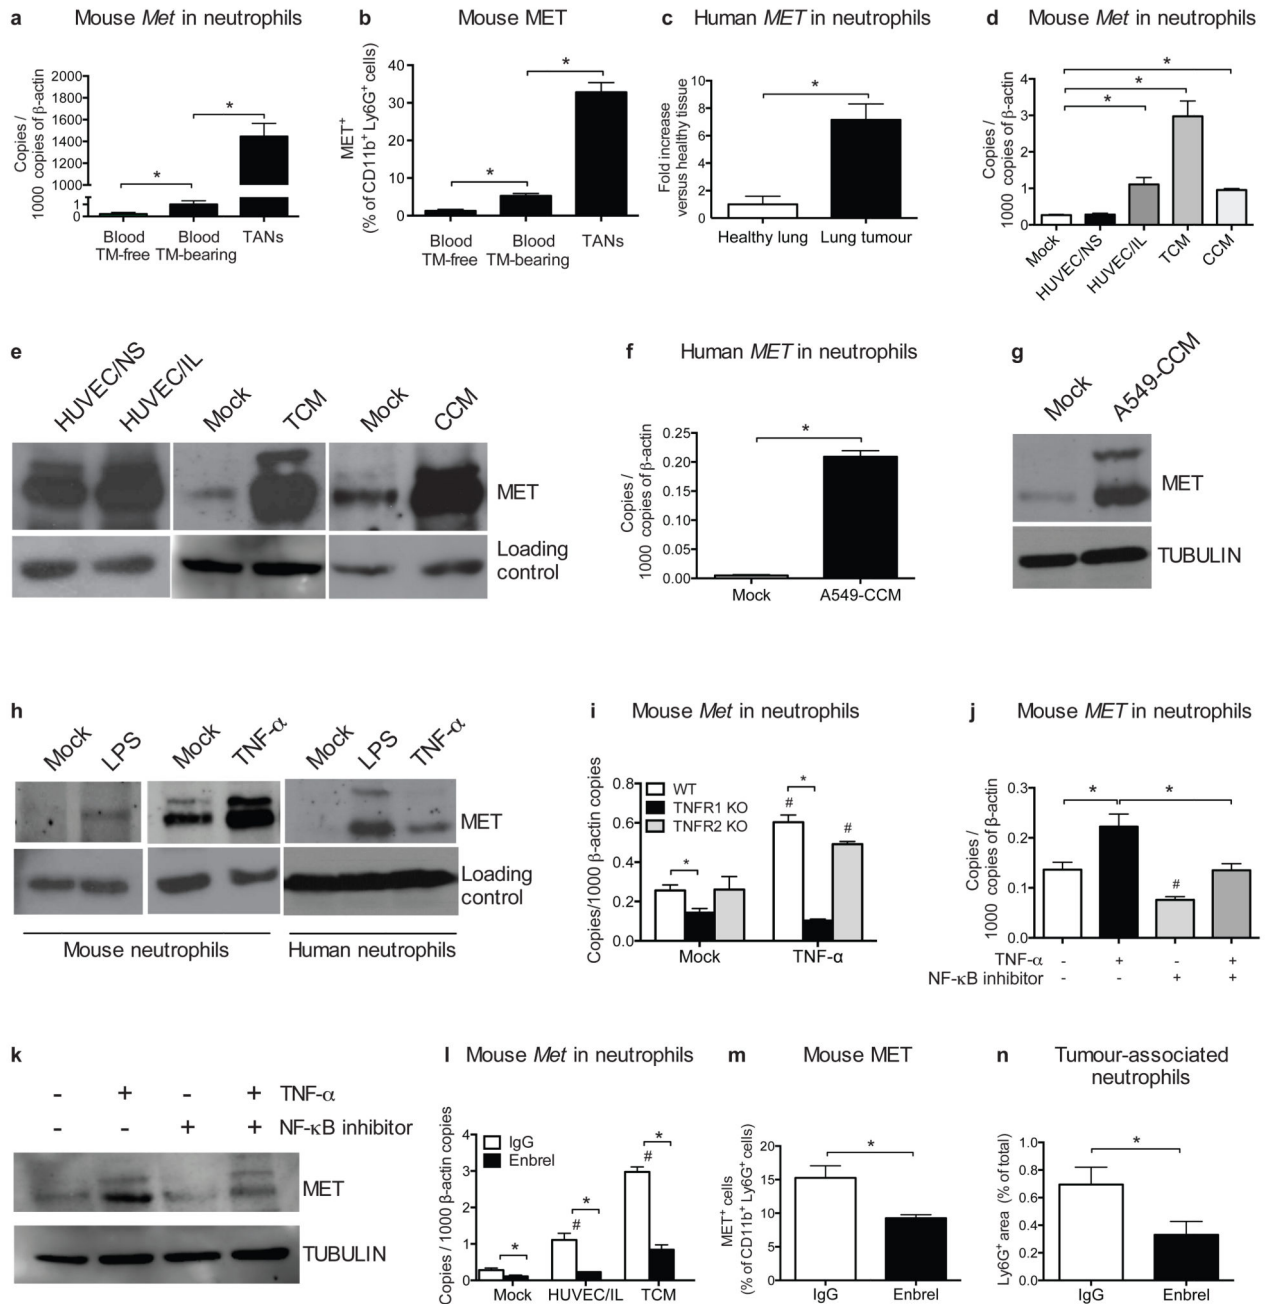 a Mouse Met in neutrophils
Copies /
1000 copies of β-actin
2000
1800
1600
1400
1200
1000
1
0
*
*
Blood
TM-free
Blood
TM-bearing
TANs
b Mouse MET
MET+
(% of CD11b+ Ly6G+ cells)
40
30
20
10
0
*
*
Blood
TM-free
Blood
TM-bearing
TANs
c Human MET in neutrophils
Fold increase
versus healthy tissue
10
8
6
4
2
0
*
Healthy lung
Lung tumour
d Mouse Met in neutrophils
Copies /
1000 copies of β-actin
4
3
2
1
0
*
*
*
Mock
HUVEC/NS
HUVEC/IL
TCM
CCM
e
HUVEC/NS
HUVEC/IL
Mock
TCM
Mock
CCM
MET
Loading
control
f Human MET in neutrophils
Copies /
1000 copies of β-actin
0.25
0.20
0.15
0.10
0.05
0.00
*
Mock
A549-CCM
g
Mock
A549-CCM
MET
TUBULIN
h
Mock
LPS
Mock
TNF-α
Mock
LPS
TNF-α
MET
Loading
control
Mouse neutrophils
Human neutrophils
i Mouse Met in neutrophils
Copies/1000 β-actin copies
0.8
0.6
0.4
0.2
0.0
WT
TNFR1 KO
TNFR2 KO
*
#
*
#
Mock
TNF-α
j Mouse MET in neutrophils
Copies /
1000 copies of β-actin
0.3
0.2
0.1
0.0
*
*
#
TNF-α - + - +
NF-κB inhibitor - - + +
k
- + - + TNF-α
- - + + NF-κB inhibitor
MET
TUBULIN
l Mouse Met in neutrophils
Copies / 1000 β-actin copies
4
3
2
1
0
IgG
Enbrel
*
*
#
*
#
Mock
HUVEC/IL
TCM
m Mouse MET
MET+ cells
(% of CD11b+ Ly6G+ cells)
20
15
10
5
0
*
IgG
Enbrel
n Tumour-associated
neutrophils
Ly6G+ area (% of total)
1.0
0.8
0.6
0.4
0.2
0.0
*
IgG
Enbrel